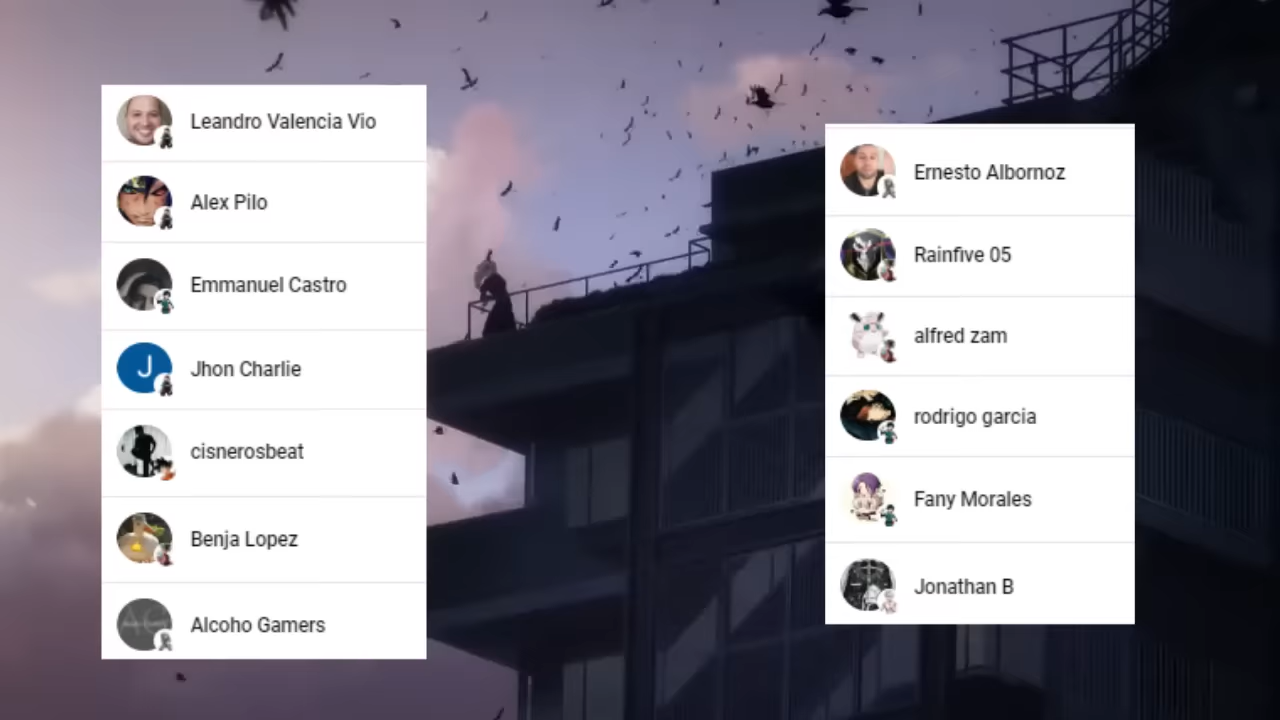 Leandro Valencia Vio
Alex Pilo
Emmanuel Castro
J
Jhon Charlie
cisnerosbeat
Benja Lopez
Alcoho Gamers
Ernesto Albornoz
Rainfive 05
alfred zam
rodrigo garcia
Fany Morales
Jonathan B